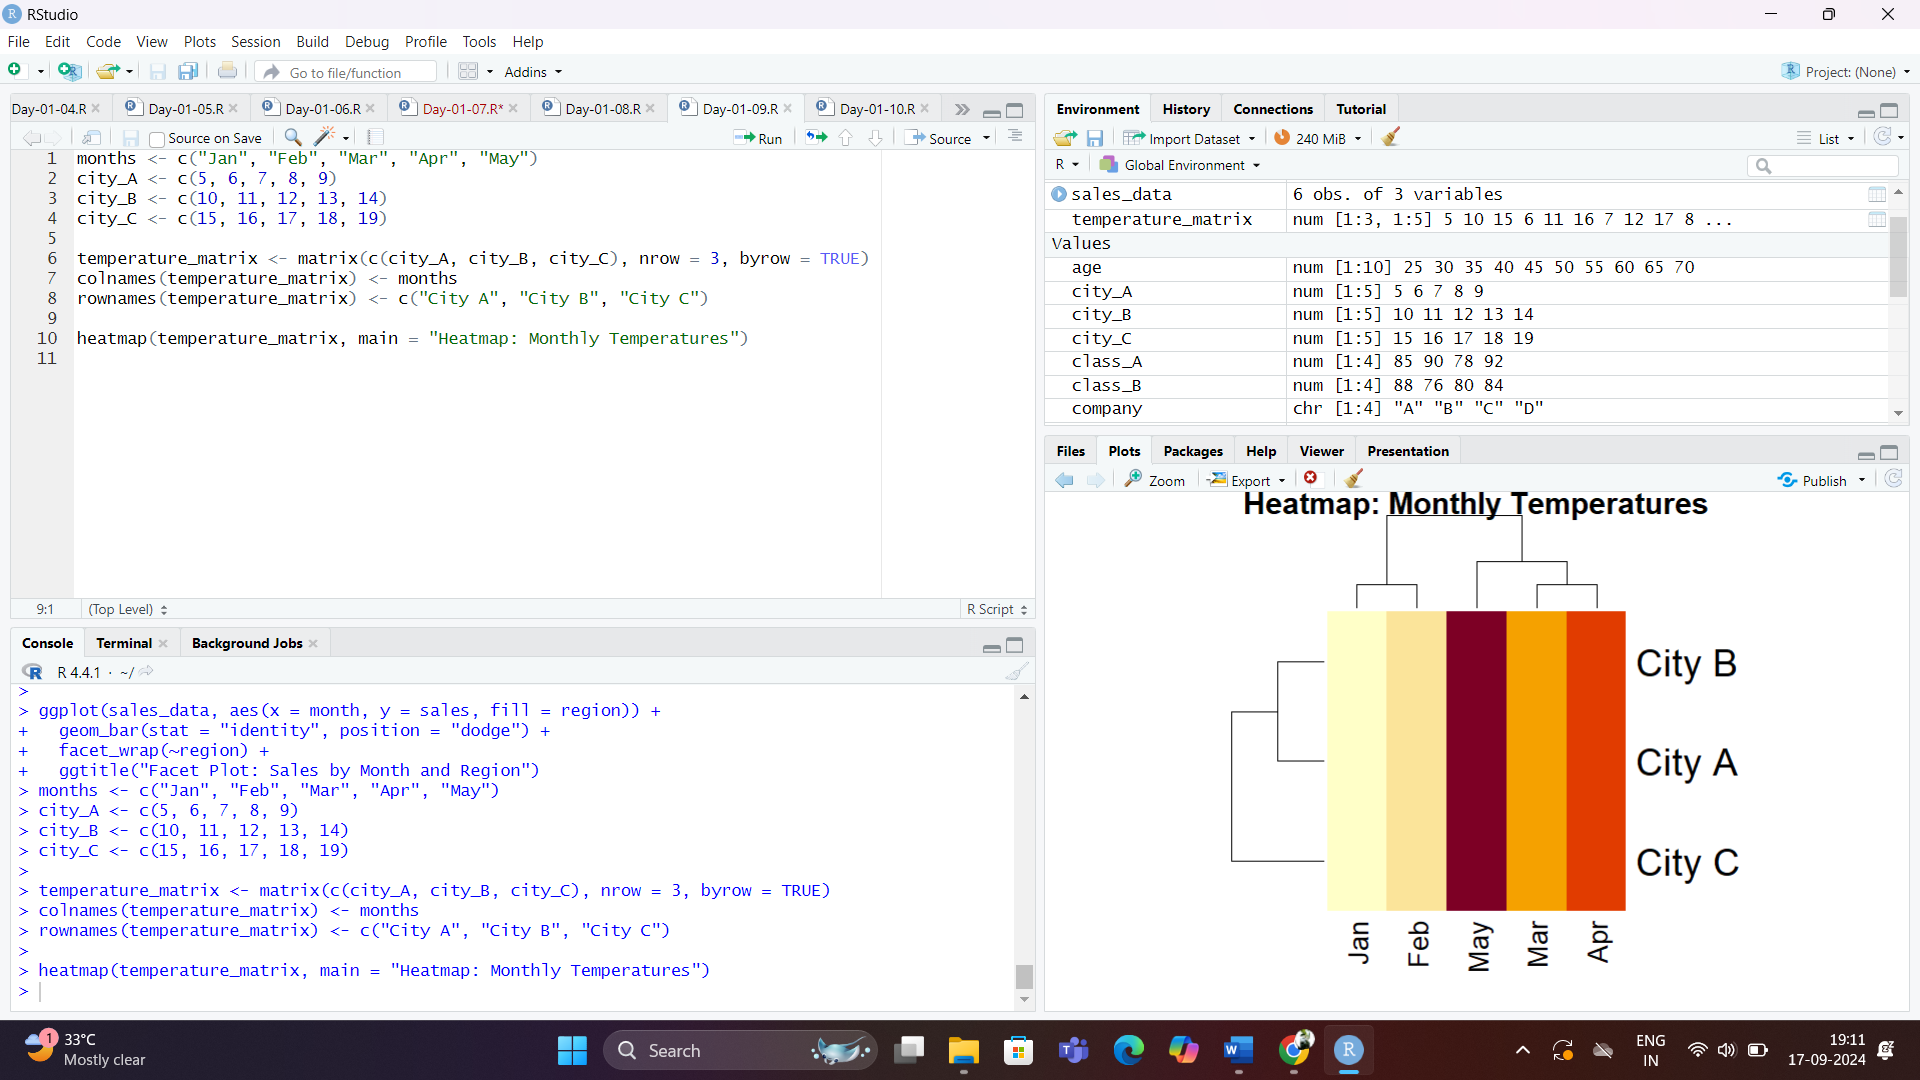 RStudio
File Edit Code View Plots Session Build Debug Profile Tools Help
Go to file/function Addins Project: (None)
Day-01-04.R Day-01-05.R Day-01-06.R Day-01-07.R* Day-01-08.R Day-01-09.R Day-01-10.R
Source on Save Run Source
1 months <- c("Jan", "Feb", "Mar", "Apr", "May")
2 city_A <- c(5, 6, 7, 8, 9)
3 city_B <- c(10, 11, 12, 13, 14)
4 city_C <- c(15, 16, 17, 18, 19)
5
6 temperature_matrix <- matrix(c(city_A, city_B, city_C), nrow = 3, byrow = TRUE)
7 colnames(temperature_matrix) <- months
8 rownames(temperature_matrix) <- c("City A", "City B", "City C")
9
10 heatmap(temperature_matrix, main = "Heatmap: Monthly Temperatures")
11
9:1 (Top Level) R Script
Console Terminal Background Jobs
R 4.4.1 · ~/
>
> ggplot(sales_data, aes(x = month, y = sales, fill = region)) +
+   geom_bar(stat = "identity", position = "dodge") +
+   facet_wrap(~region) +
+   ggtitle("Facet Plot: Sales by Month and Region")
> months <- c("Jan", "Feb", "Mar", "Apr", "May")
> city_A <- c(5, 6, 7, 8, 9)
> city_B <- c(10, 11, 12, 13, 14)
> city_C <- c(15, 16, 17, 18, 19)
>
> temperature_matrix <- matrix(c(city_A, city_B, city_C), nrow = 3, byrow = TRUE)
> colnames(temperature_matrix) <- months
> rownames(temperature_matrix) <- c("City A", "City B", "City C")
>
> heatmap(temperature_matrix, main = "Heatmap: Monthly Temperatures")
>
Environment History Connections Tutorial
Import Dataset 240 MiB List
R Global Environment
sales_data 6 obs. of 3 variables
temperature_matrix num [1:3, 1:5] 5 10 15 6 11 16 7 12 17 8 ...
Values
age num [1:10] 25 30 35 40 45 50 55 60 65 70
city_A num [1:5] 5 6 7 8 9
city_B num [1:5] 10 11 12 13 14
city_C num [1:5] 15 16 17 18 19
class_A num [1:4] 85 90 78 92
class_B num [1:4] 88 76 80 84
company chr [1:4] "A" "B" "C" "D"
Files Plots Packages Help Viewer Presentation
Zoom Export Publish
Heatmap: Monthly Temperatures
City B
City A
City C
Jan Feb May Mar Apr
1 33°C
Mostly clear
Search
ENG
IN
19:11
17-09-2024